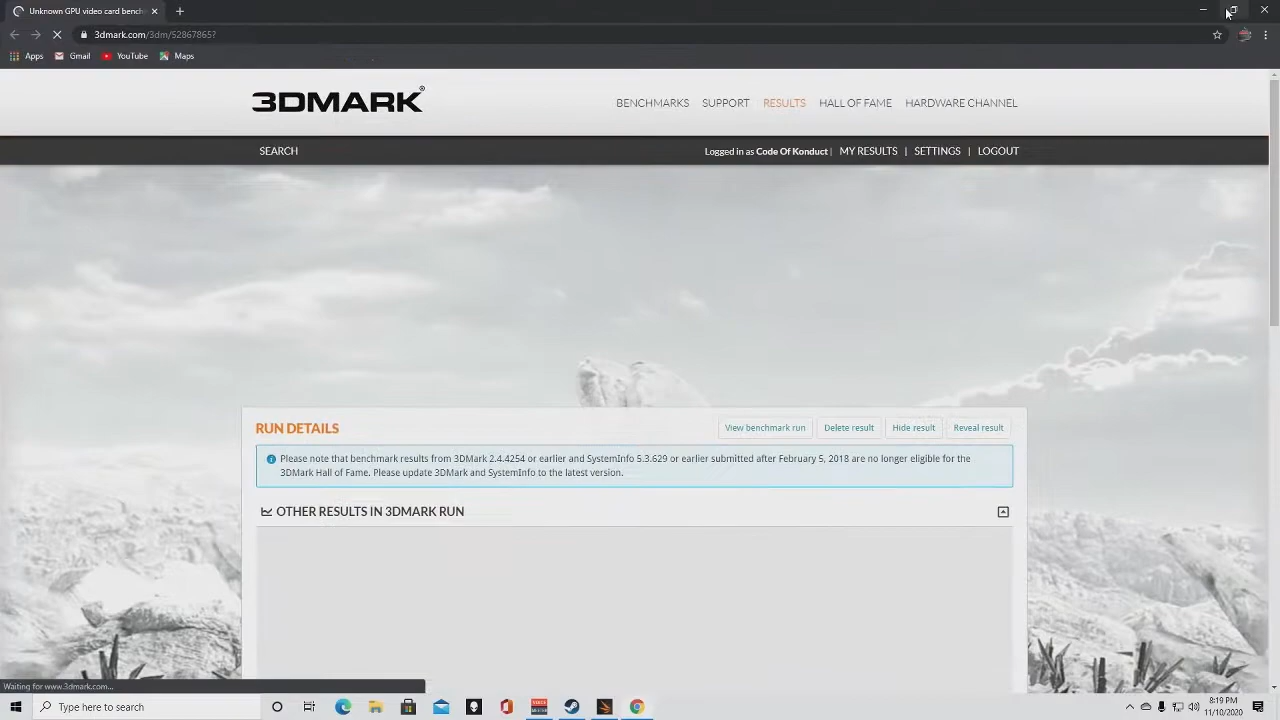 Unknown GPU video card bench
3dmark.com/3dm/52867865?
Apps Gmail YouTube Maps
3DMARK®
BENCHMARKS SUPPORT RESULTS HALL OF FAME HARDWARE CHANNEL
SEARCH
Logged in as Code Of Konduct | MY RESULTS | SETTINGS | LOGOUT
RUN DETAILS
View benchmark run Delete result Hide result Reveal result
Please note that benchmark results from 3DMark 2.4.4254 or earlier and SystemInfo 5.3.629 or earlier submitted after February 5, 2018 are no longer eligible for the
3DMark Hall of Fame. Please update 3DMark and SystemInfo to the latest version.
OTHER RESULTS IN 3DMARK RUN
Waiting for www.3dmark.com...
Type here to search
8:19 PM
11/10/2020